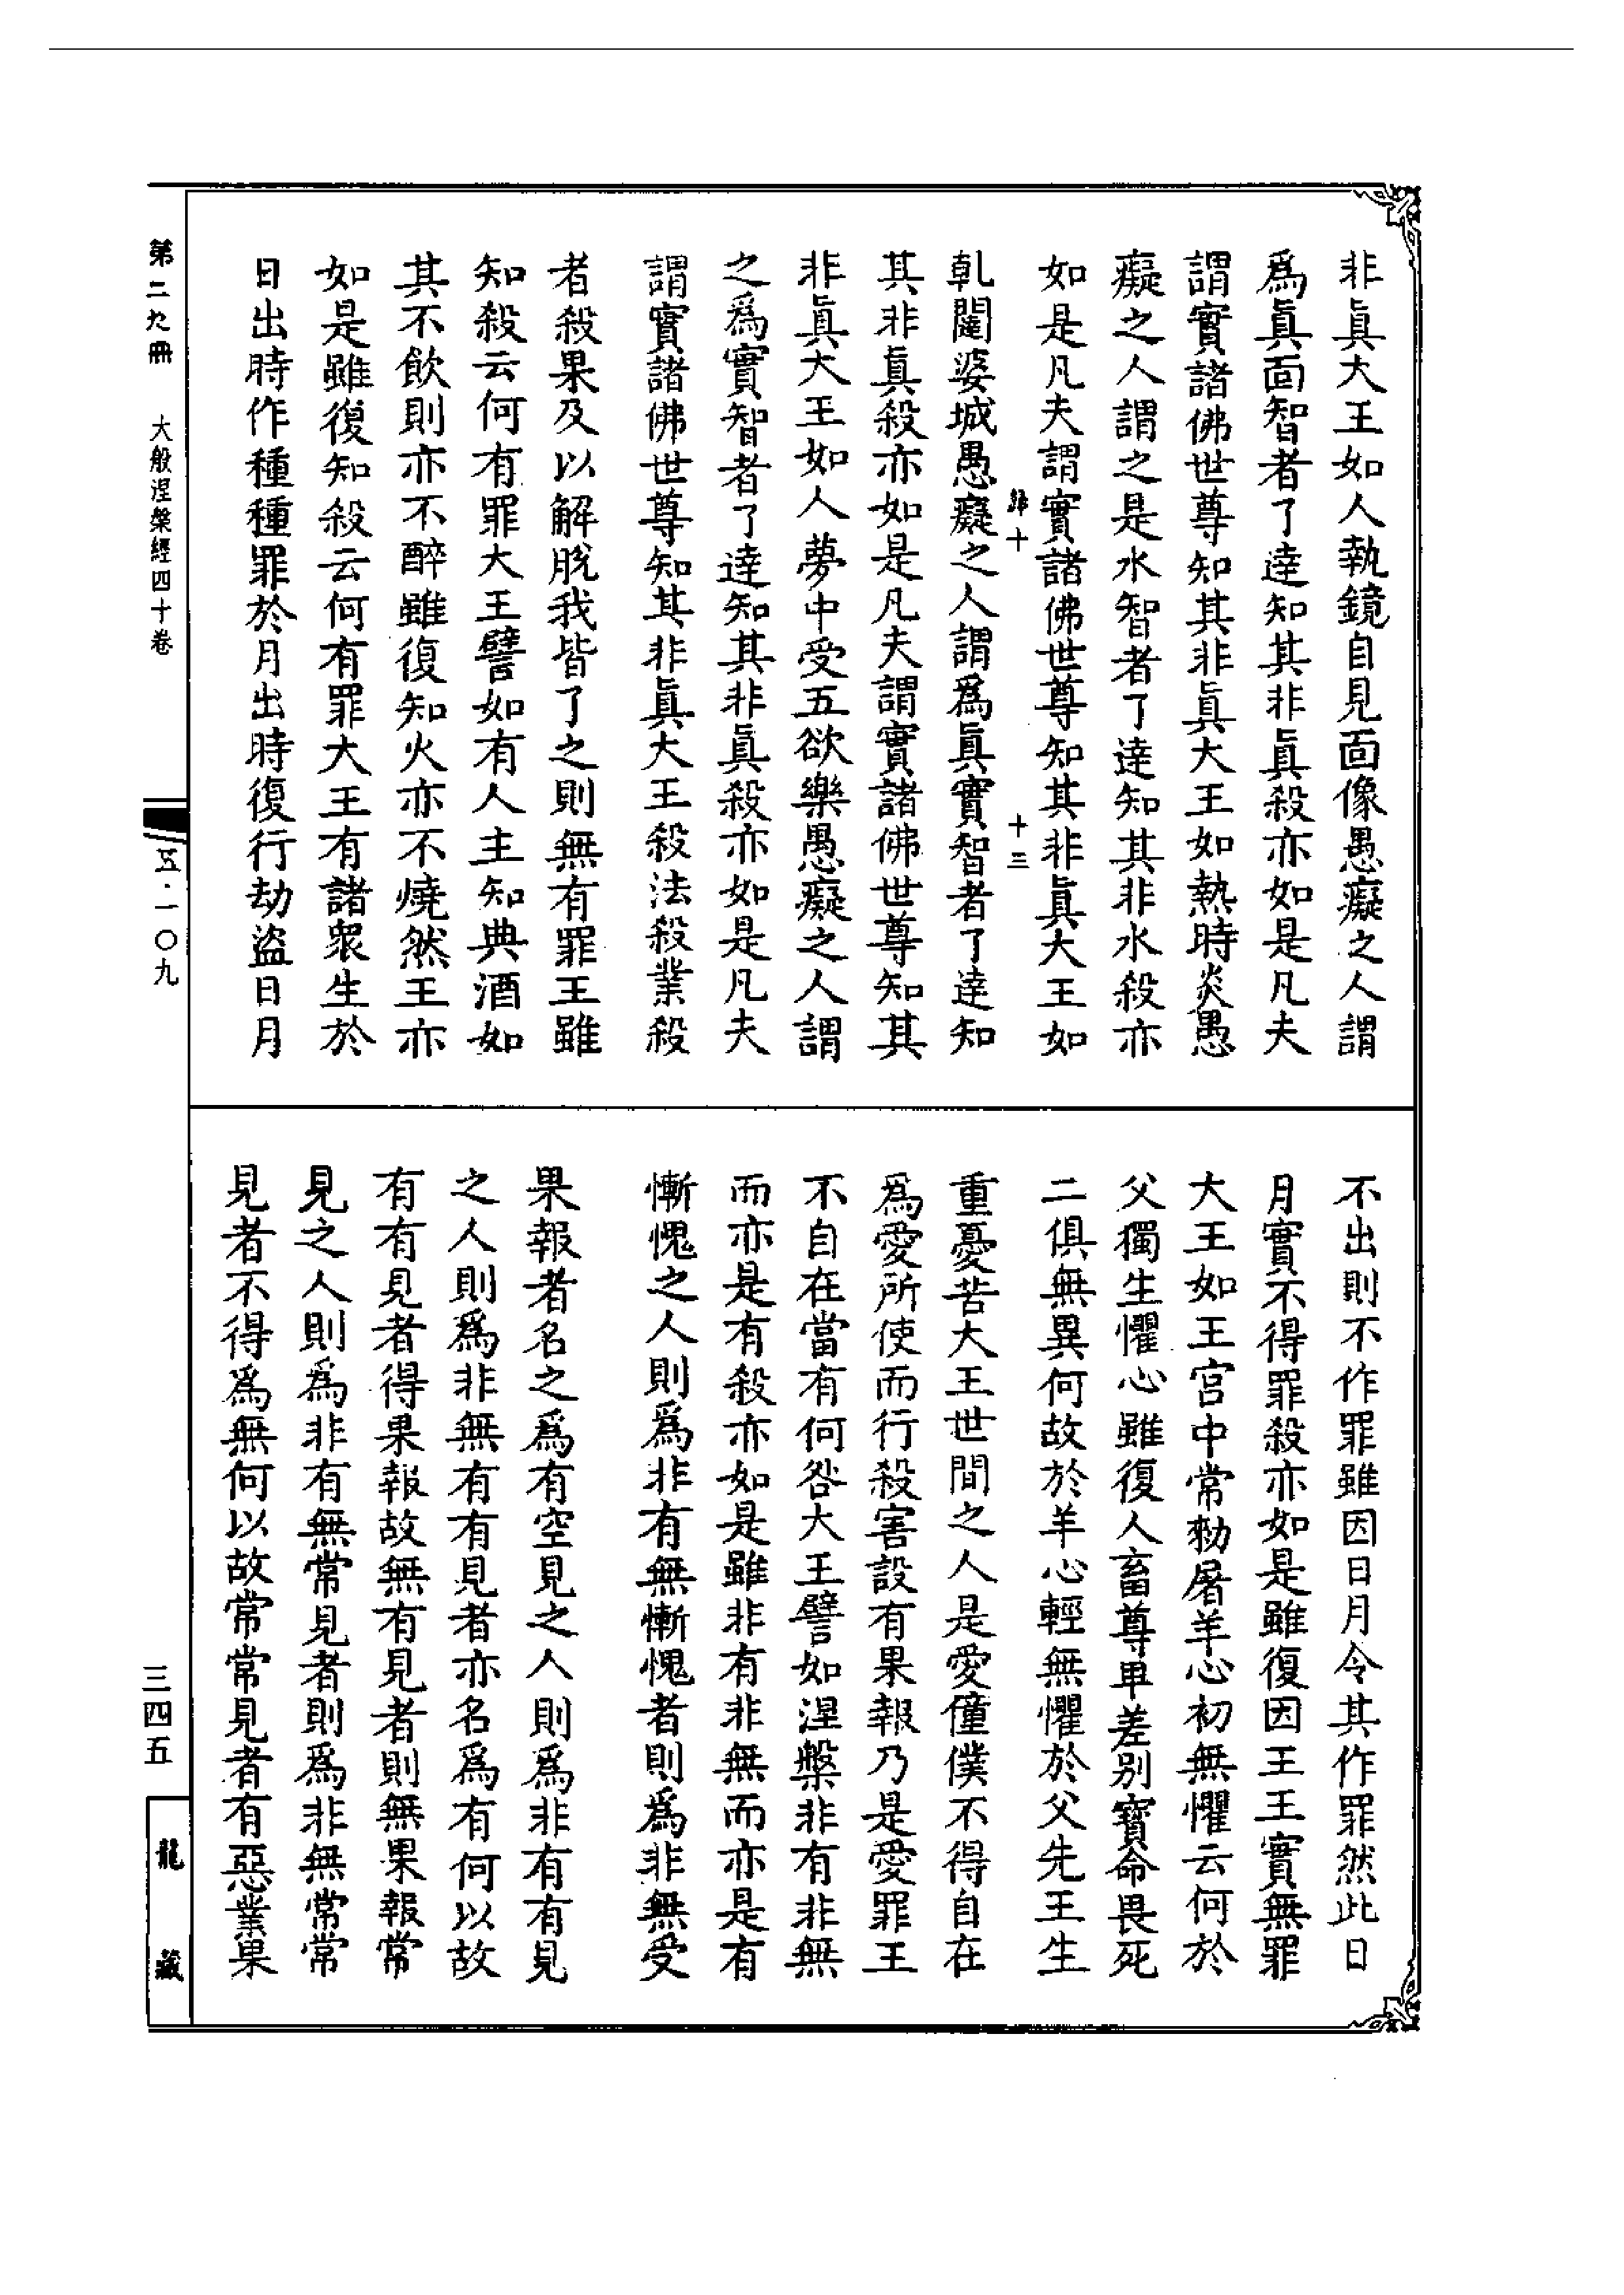 非眞大王如人執鏡自見面像愚癡之人謂
爲眞面智者了達知其非眞殺亦如是凡夫
謂實諸佛世尊知其非眞大王如熱時炎愚
癡之人謂之是水智者了達知其非水殺亦
如是凡夫謂實諸佛世尊知其非眞大王如
十 十三
乹闥婆城愚癡之人謂爲眞實智者了達知
其非眞殺亦如是凡夫謂實諸佛世尊知其
非眞大王如人夢中受五欲樂愚癡之人謂
之爲實智者了達知其非眞殺亦如是凡夫
謂實諸佛世尊知其非眞大王殺法殺業殺
者殺果及以解脫我皆了之則無有罪王雖
知殺云何有罪大王譬如有人主知典酒如
其不飲則亦不醉雖復知火亦不燒然王亦
如是雖復知殺云何有罪大王有諸衆生於
日出時作種種罪於月出時復行劫盜日月
不出則不作罪雖因日月令其作罪然此日
月實不得罪殺亦如是雖復因王王實無罪
大王如王宮中常勅屠羊心初無懼云何於
父獨生懼心雖復人畜尊卑差别寳命畏死
二俱無異何故於羊心輕無懼於父先王生
重憂苦大王世間之人是愛僮僕不得自在
爲愛所使而行殺害設有果報乃是愛罪王
不自在當有何咎大王譬如涅槃非有非無
而亦是有殺亦如是雖非有非無而亦是有
慚愧之人則爲非有無慚愧者則爲非無受
果報者名之爲有空見之人則爲非有有見
之人則爲非無有有見者亦名爲有何以故
有有見者得果報故無有見者則無果報常
見之人則爲非有無常見者則爲非無常常
見者不得爲無何以故常常見者有惡業果
第二九冊 大般涅槃經四十卷
五·一〇九
三四五
龍藏